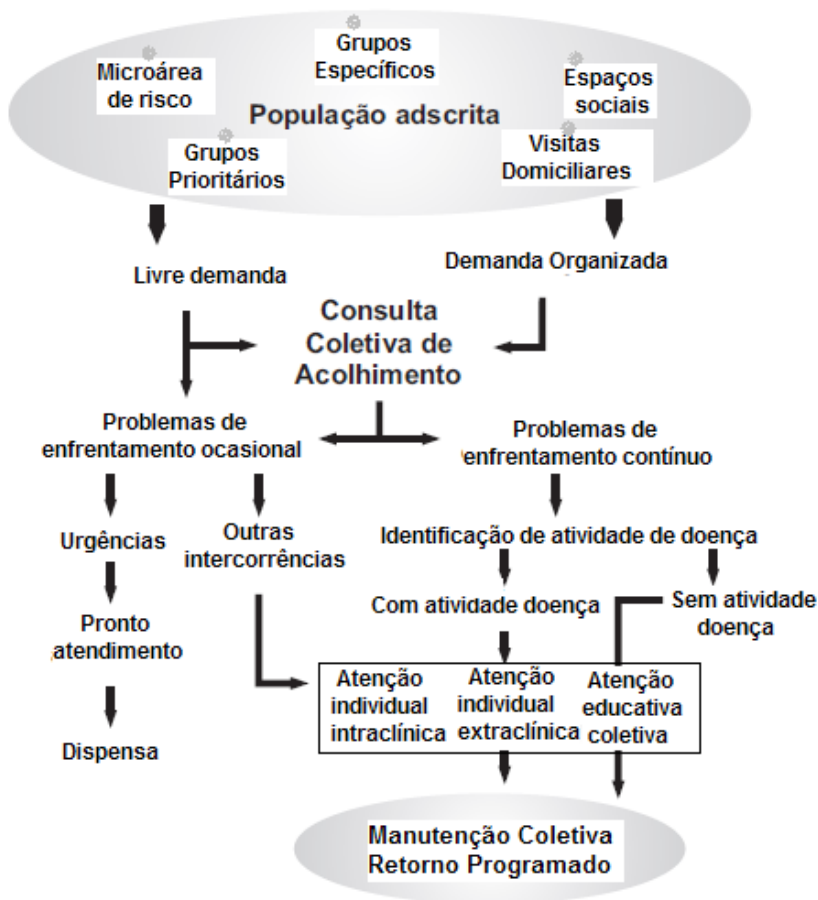 Grupos
Específicos
Microárea
de risco
Espaços
sociais
População adscrita
Grupos
Prioritários
Visitas
Domiciliares
Livre demanda
Demanda Organizada
Consulta
Coletiva de
Acolhimento
Problemas de
enfrentamento ocasional
Problemas de
enfrentamento contínuo
Urgências
Outras
intercorrências
Identificação de atividade de doença
Com atividade doença
Sem atividade
doença
Pronto
atendimento
Atenção
individual
intraclínica
Atenção
individual
extraclínica
Atenção
educativa
coletiva
Dispensa
Manutenção Coletiva
Retorno Programado